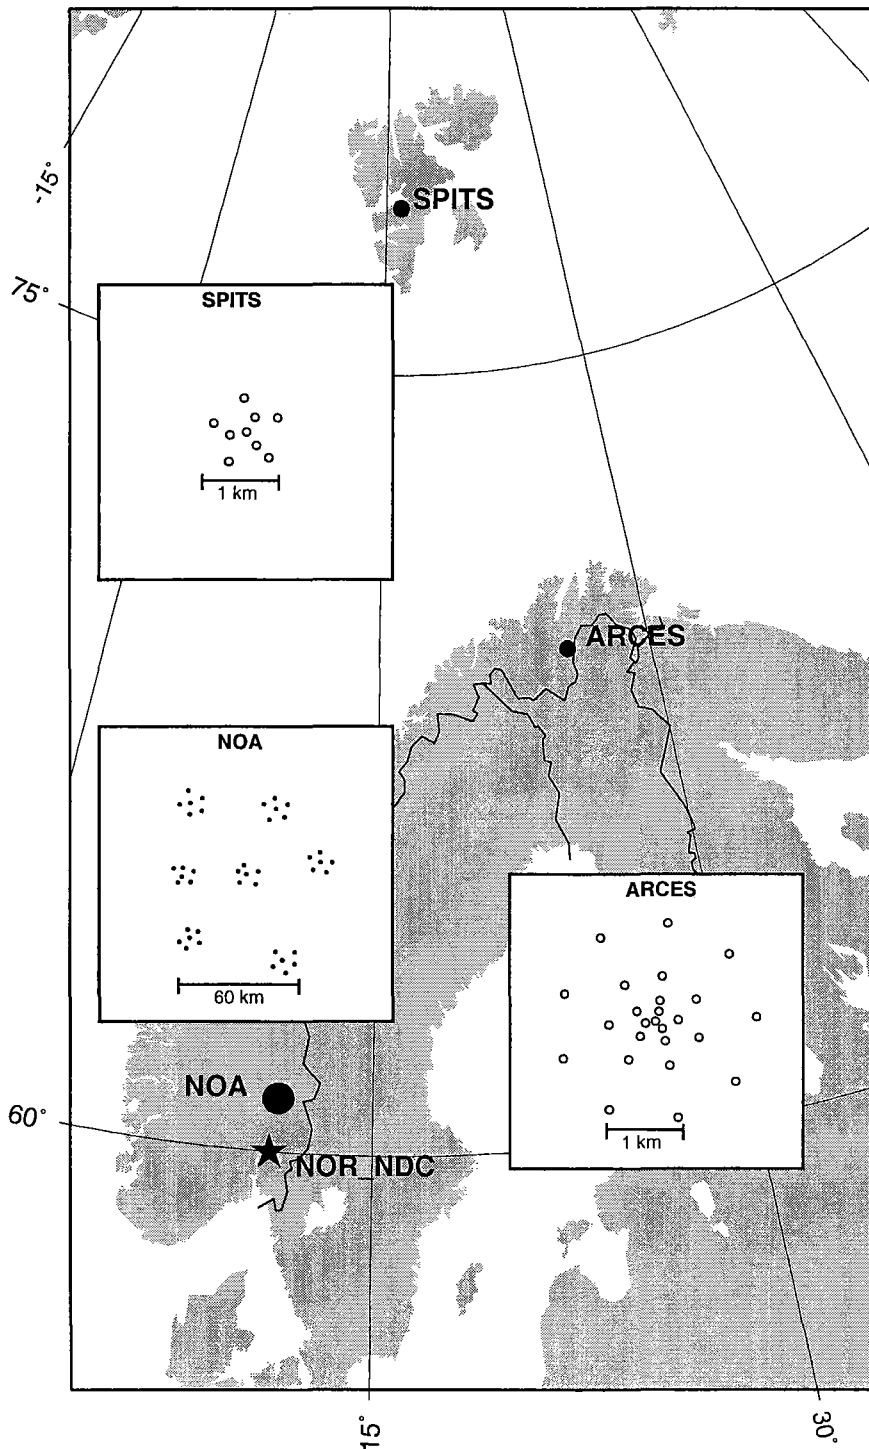 -15°
SPITS
75°
SPITS
1 km
ARCES
NOA
60 km
ARCES
1 km
NOA
60°
NOR_NDC
15°
30°